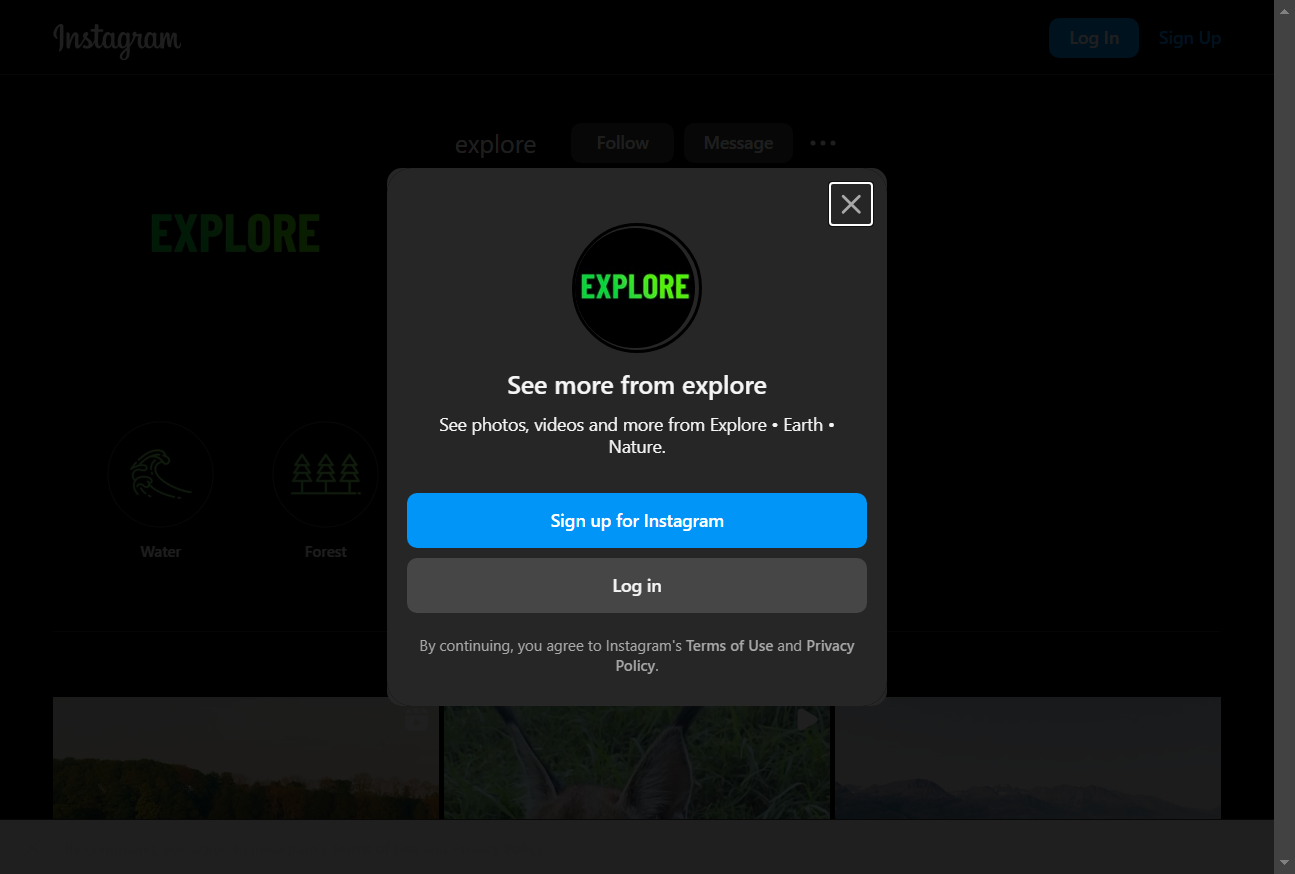 Instagram
Log In
Sign Up
explore
Follow
Message
EXPLORE
EXPLORE
See more from explore
See photos, videos and more from Explore • Earth •
Nature.
Sign up for Instagram
Log in
By continuing, you agree to Instagram's Terms of Use and Privacy
Policy.
Water
Forest